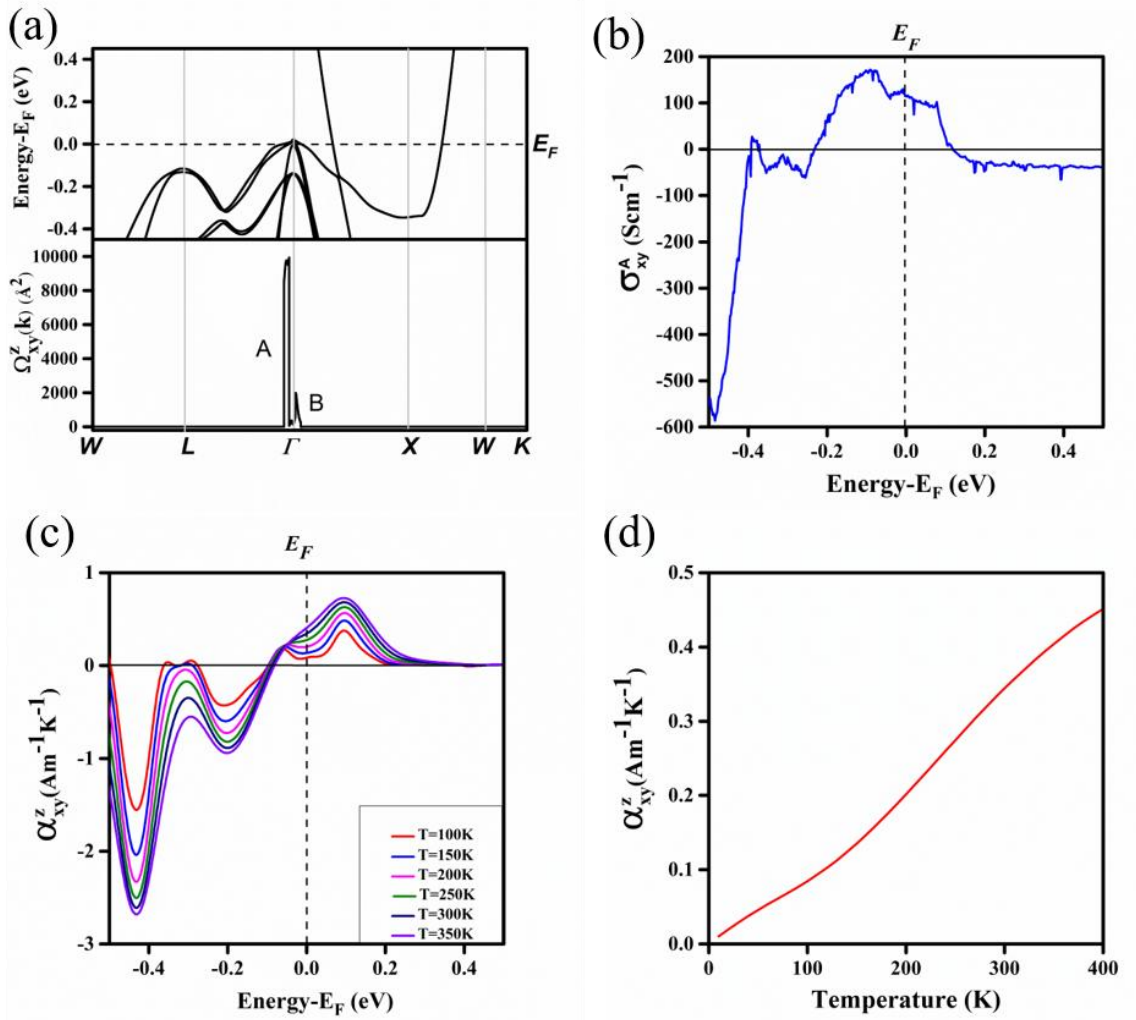 (a)
Energy-E_F (eV)
0.4
0.2
0.0
-0.2
-0.4
E_F
Ω^z_xy(k) (Å²)
10000
8000
6000
4000
2000
0
A
B
W L Γ X W K
(b)
E_F
σ^A_xy (Scm⁻¹)
200
100
0
-100
-200
-300
-400
-500
-600
-0.4 -0.2 0.0 0.2 0.4
Energy-E_F (eV)
(c)
E_F
α^z_xy(Am⁻¹K⁻¹)
1
0
-1
-2
-3
T=100K
T=150K
T=200K
T=250K
T=300K
T=350K
-0.4 -0.2 0.0 0.2 0.4
Energy-E_F (eV)
(d)
α^z_xy(Am⁻¹K⁻¹)
0.5
0.4
0.3
0.2
0.1
0.0
0 100 200 300 400
Temperature (K)